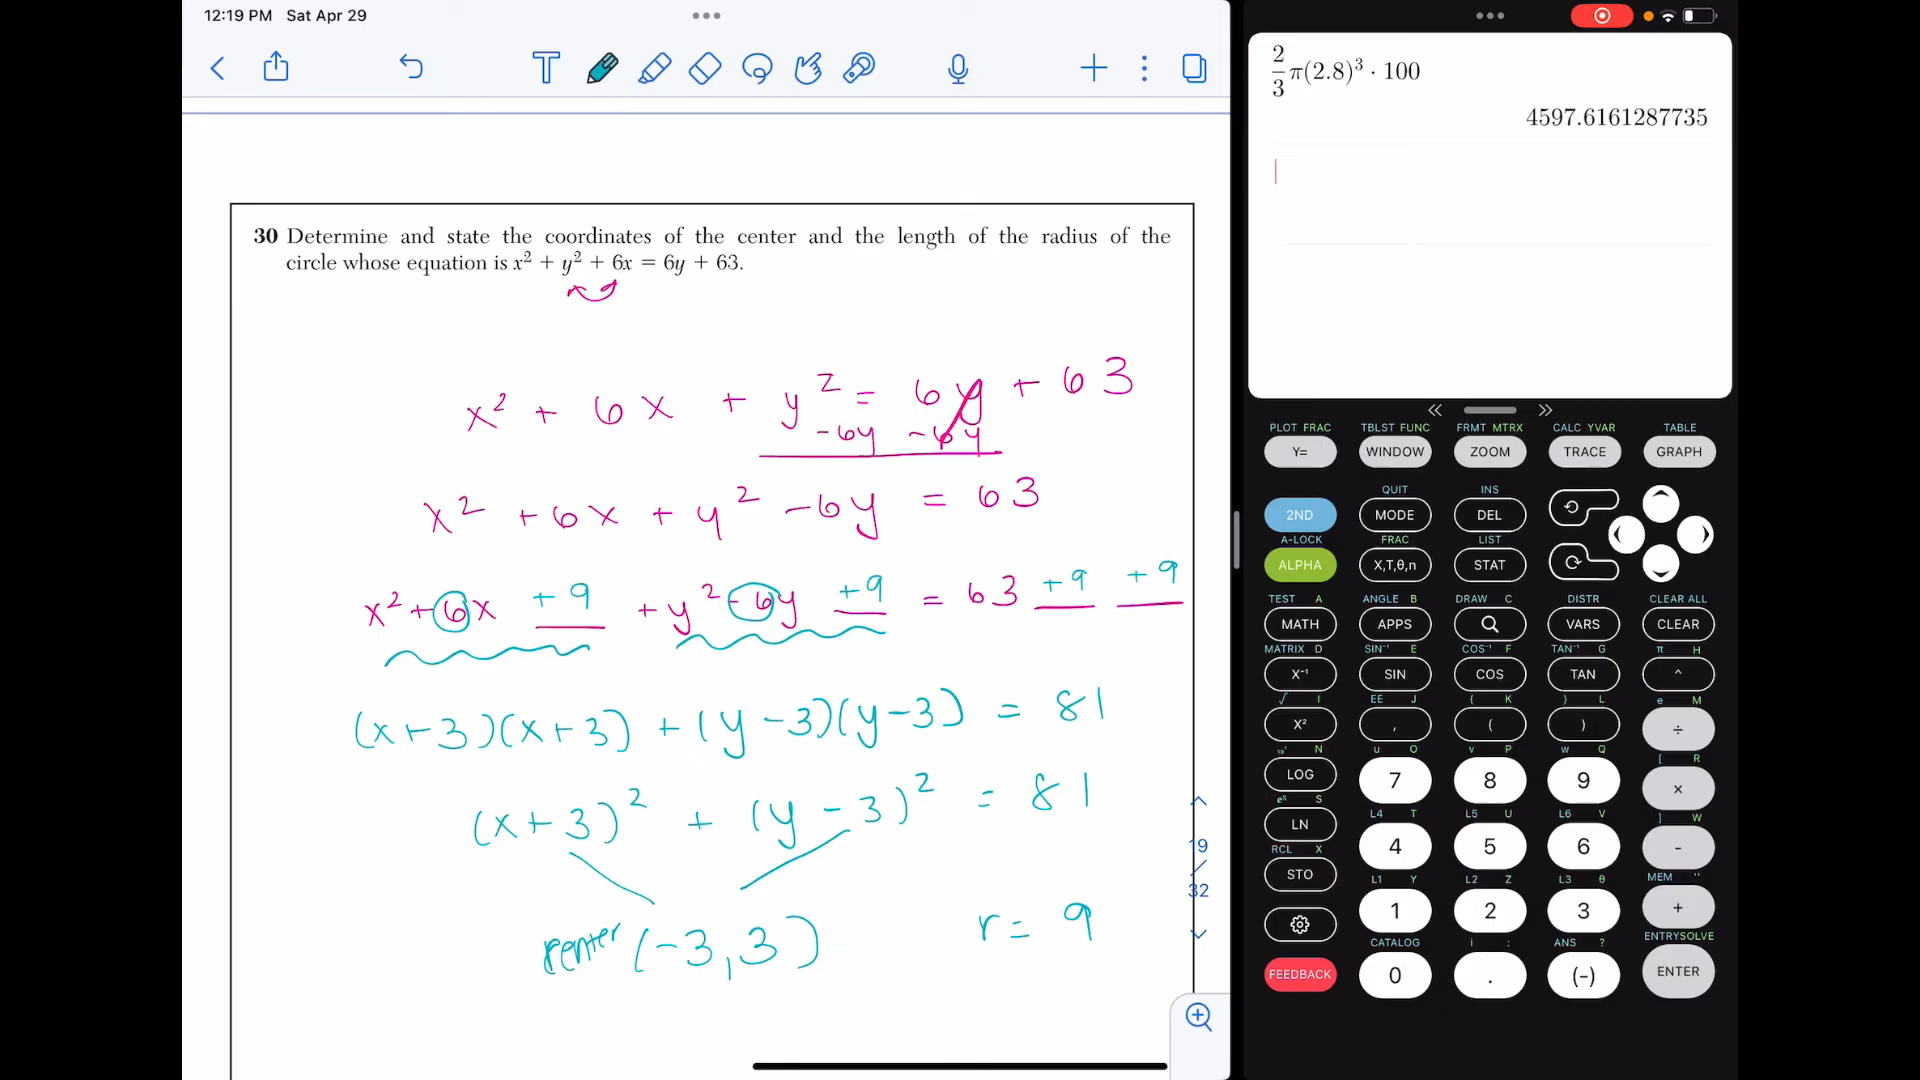 12:19 PM Sat Apr 29
T
30 Determine and state the coordinates of the center and the length of the radius of the
circle whose equation is x² + y² + 6x = 6y + 63.
x² + 6x + y² = 6y + 63
-6y -6y
x² + 6x + y² - 6y = 63
x² + 6x + 9 + y² - 6y + 9 = 63 + 9 + 9
(x+3)(x+3) + (y-3)(y-3) = 81
(x+3)² + (y-3)² = 81
center (-3,3) r = 9
19
32
2/3 π(2.8)³ · 100
4597.6161287735
PLOT FRAC TBLST FUNC FRMT MTRX CALC YVAR TABLE
Y= WINDOW ZOOM TRACE GRAPH
QUIT INS
2ND MODE DEL
A-LOCK FRAC LIST
ALPHA X,T,θ,n STAT
TEST A ANGLE B DRAW C DISTR CLEAR ALL
MATH APPS VARS CLEAR
MATRIX D SIN⁻¹ E COS⁻¹ F TAN⁻¹ G π H
X⁻¹ SIN COS TAN ^
√ I EE J { K } L e M
X² , ( ) ÷
10ˣ N u O v P w Q [ R
LOG 7 8 9 ×
eˣ S L4 T L5 U L6 V ] W
LN 4 5 6 -
RCL X L1 Y L2 Z L3 θ MEM "
STO 1 2 3 +
CATALOG i : ANS ? ENTRY SOLVE
FEEDBACK 0 . (-) ENTER